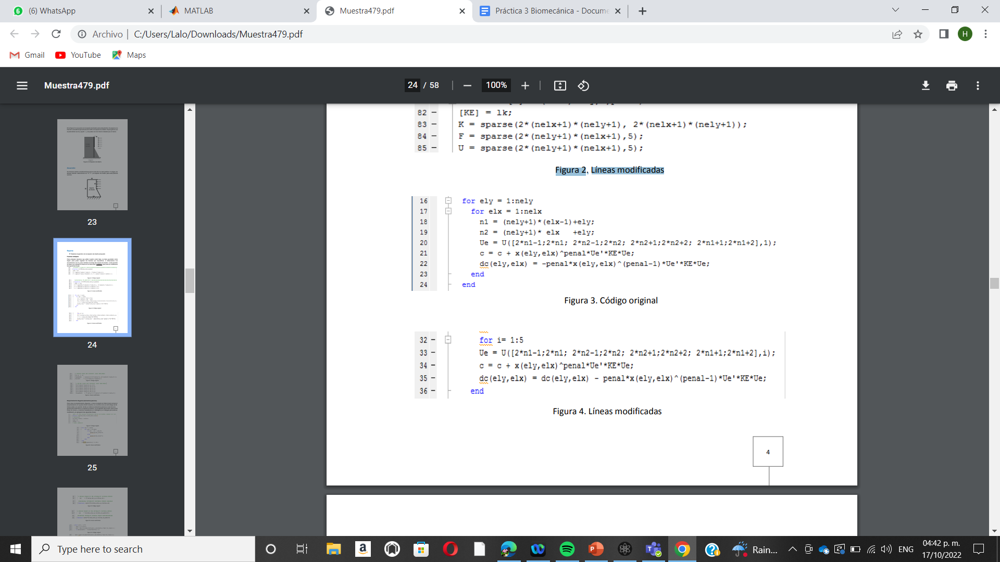 (6) WhatsApp
MATLAB
Muestra479.pdf
Práctica 3 Biomecánica - Docume
Archivo
C:/Users/Lalo/Downloads/Muestra479.pdf
H
Gmail
YouTube
Maps
Muestra479.pdf
24 / 58
100%
23
24
25
82 [KE] = lk;
83 K = sparse(2*(nelx+1)*(nely+1), 2*(nelx+1)*(nely+1));
84 F = sparse(2*(nely+1)*(nelx+1),5);
85 U = sparse(2*(nely+1)*(nelx+1),5);
Figura 2. Líneas modificadas
16 for ely = 1:nely
17 for elx = 1:nelx
18 n1 = (nely+1)*(elx-1)+ely;
19 n2 = (nely+1)* elx +ely;
20 Ue = U([2*n1-1;2*n1; 2*n2-1;2*n2; 2*n2+1;2*n2+2; 2*n1+1;2*n1+2],1);
21 c = c + x(ely,elx)^penal*Ue'*KE*Ue;
22 dc(ely,elx) = -penal*x(ely,elx)^(penal-1)*Ue'*KE*Ue;
23 end
24 end
Figura 3. Código original
32 for i= 1:5
33 Ue = U([2*n1-1;2*n1; 2*n2-1;2*n2; 2*n2+1;2*n2+2; 2*n1+1;2*n1+2],i);
34 c = c + x(ely,elx)^penal*Ue'*KE*Ue;
35 dc(ely,elx) = dc(ely,elx) - penal*x(ely,elx)^(penal-1)*Ue'*KE*Ue;
36 end
Figura 4. Líneas modificadas
4
Type here to search
Rain...
ENG
04:42 p. m.
17/10/2022